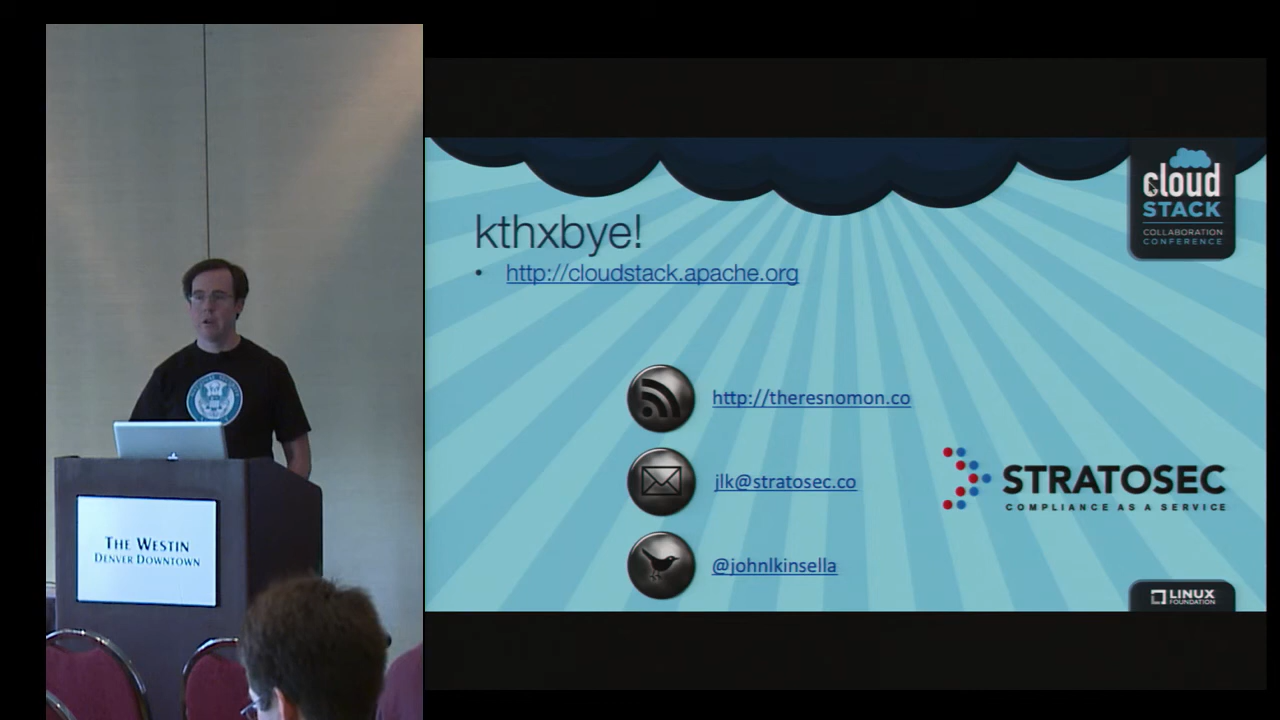 THE WESTIN
DENVER DOWNTOWN
cloud
STACK
COLLABORATION
CONFERENCE
kthxbye!
• http://cloudstack.apache.org
http://theresnomon.co
jlk@stratosec.co
@johnlkinsella
STRATOSEC
COMPLIANCE AS A SERVICE
LINUX
FOUNDATION